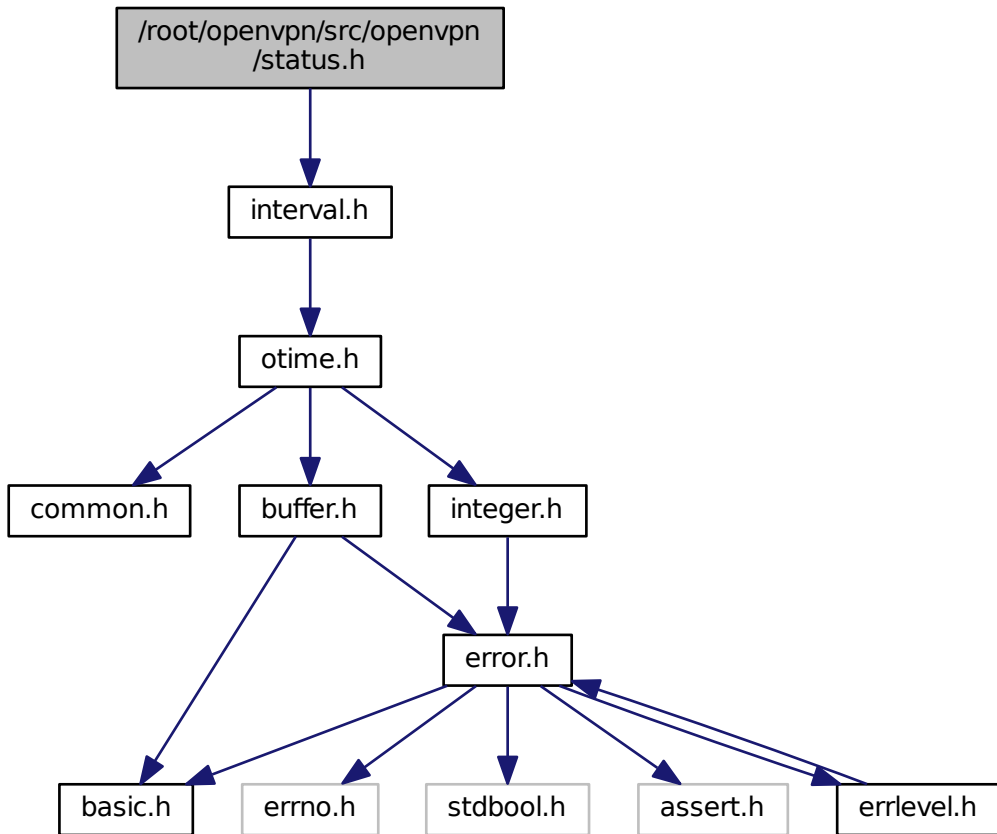 /root/openvpn/src/openvpn
/status.h
interval.h
otime.h
common.h
buffer.h
integer.h
error.h
basic.h
errno.h
stdbool.h
assert.h
errlevel.h